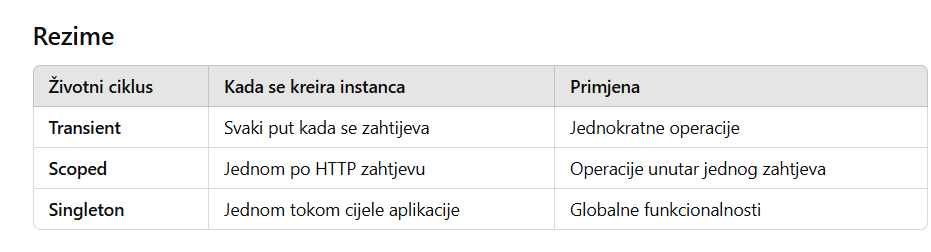 Rezime
Životni ciklus Kada se kreira instanca Primjena
Transient Svaki put kada se zahtijeva Jednokratne operacije
Scoped Jednom po HTTP zahtjevu Operacije unutar jednog zahtjeva
Singleton Jednom tokom cijele aplikacije Globalne funkcionalnosti